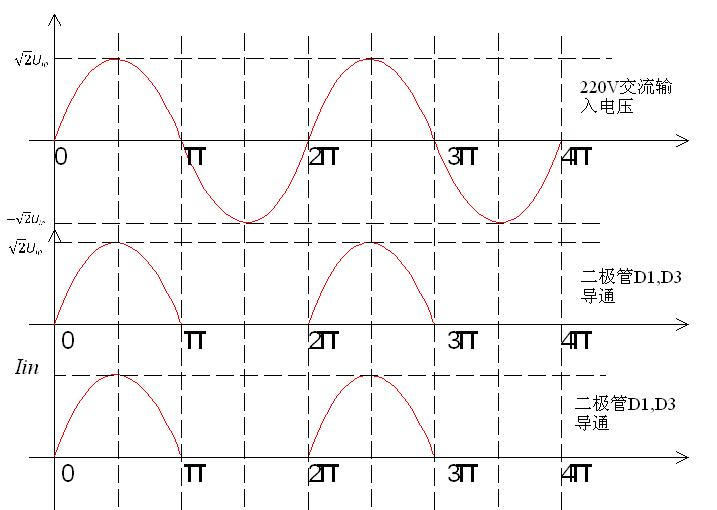 √2U
220V交流输
入电压
0 π 2π 3π 4π
-√2U
√2U
二极管D1,D3
导通
0 π 2π 3π 4π
Iin
二极管D1,D3
导通
0 π 2π 3π 4π